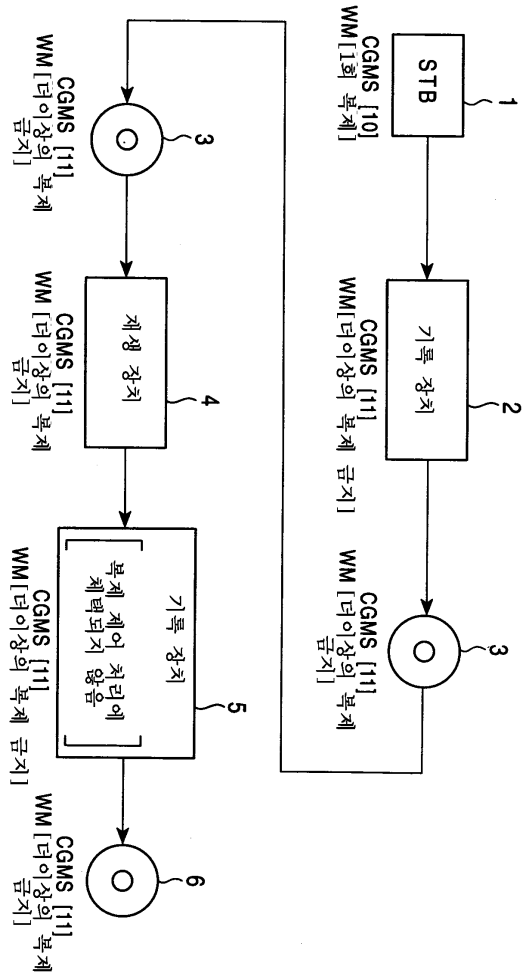 1
STB
CGMS [10]
WM[1회 복제]
2
기록 장치
CGMS [11]
WM[더이상의 복제 금지]
3
CGMS [11]
WM [더이상의 복제
금지]
3
CGMS [11]
WM[더이상의 복제
금지]
4
재생 장치
CGMS [11]
WM[더이상의 복제
금지]
5
기록 장치
[복제 제어 처리에
채택되지 않음]
CGMS [11]
WM[더이상의 복제 금지]
6
CGMS [11]
WM[더이상의 복제
금지]